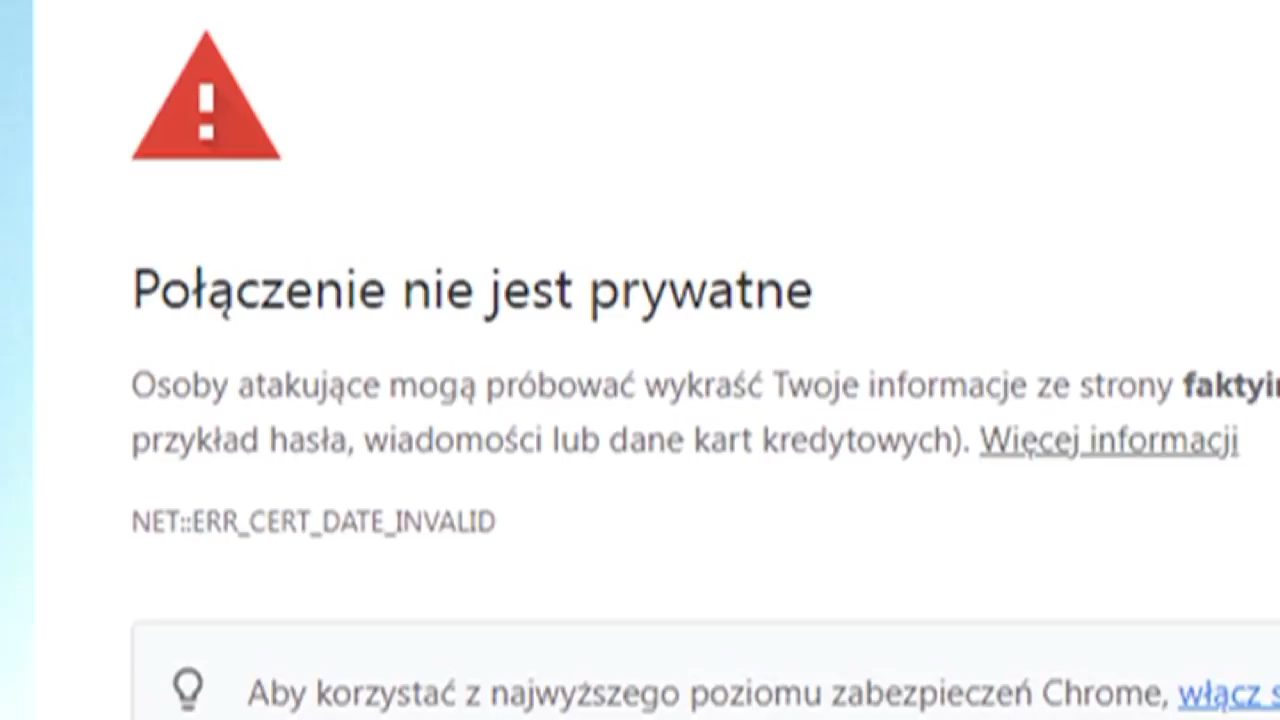 Połączenie nie jest prywatne
Osoby atakujące mogą próbować wykraść Twoje informacje ze strony
przykład hasła, wiadomości lub dane kart kredytowych). Więcej informacji
NET::ERR_CERT_DATE_INVALID
Aby korzystać z najwyższego poziomu zabezpieczeń Chrome, włącz